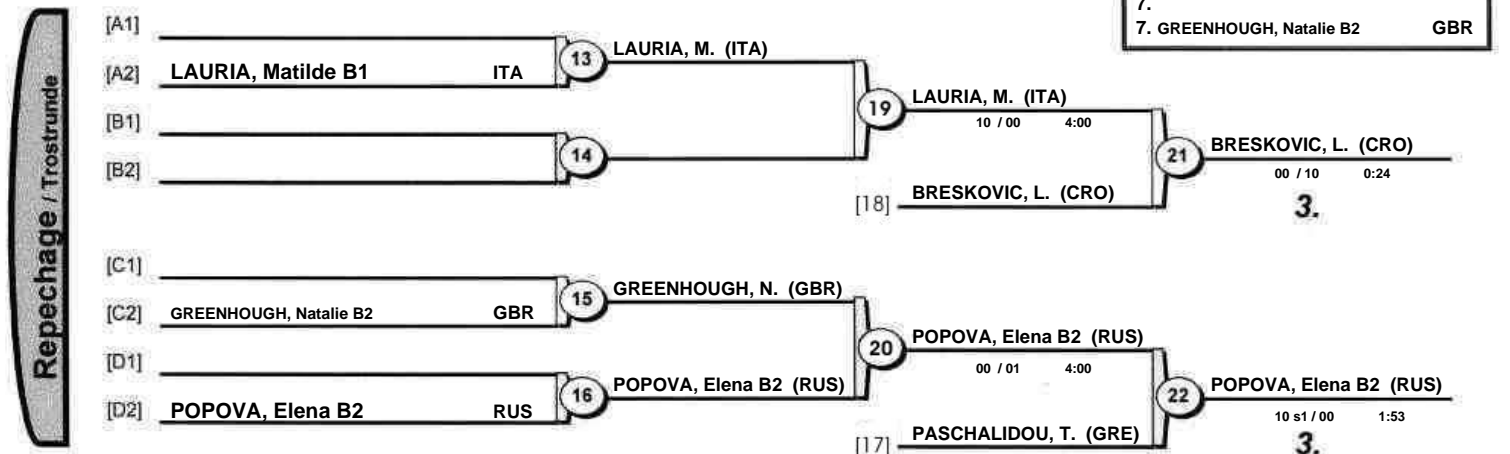 7.
7. GREENHOUGH, Natalie B2 GBR
Repechage / Trostrunde
[A1]
[A2] LAURIA, Matilde B1 ITA
13
LAURIA, M. (ITA)
[B1]
[B2]
14
19
LAURIA, M. (ITA)
10 / 00 4:00
[18] BRESKOVIC, L. (CRO)
21
BRESKOVIC, L. (CRO)
00 / 10 0:24
3.
[C1]
[C2] GREENHOUGH, Natalie B2 GBR
15
GREENHOUGH, N. (GBR)
[D1]
[D2] POPOVA, Elena B2 RUS
16
POPOVA, Elena B2 (RUS)
20
POPOVA, Elena B2 (RUS)
00 / 01 4:00
[17] PASCHALIDOU, T. (GRE)
22
POPOVA, Elena B2 (RUS)
10 s1 / 00 1:53
3.